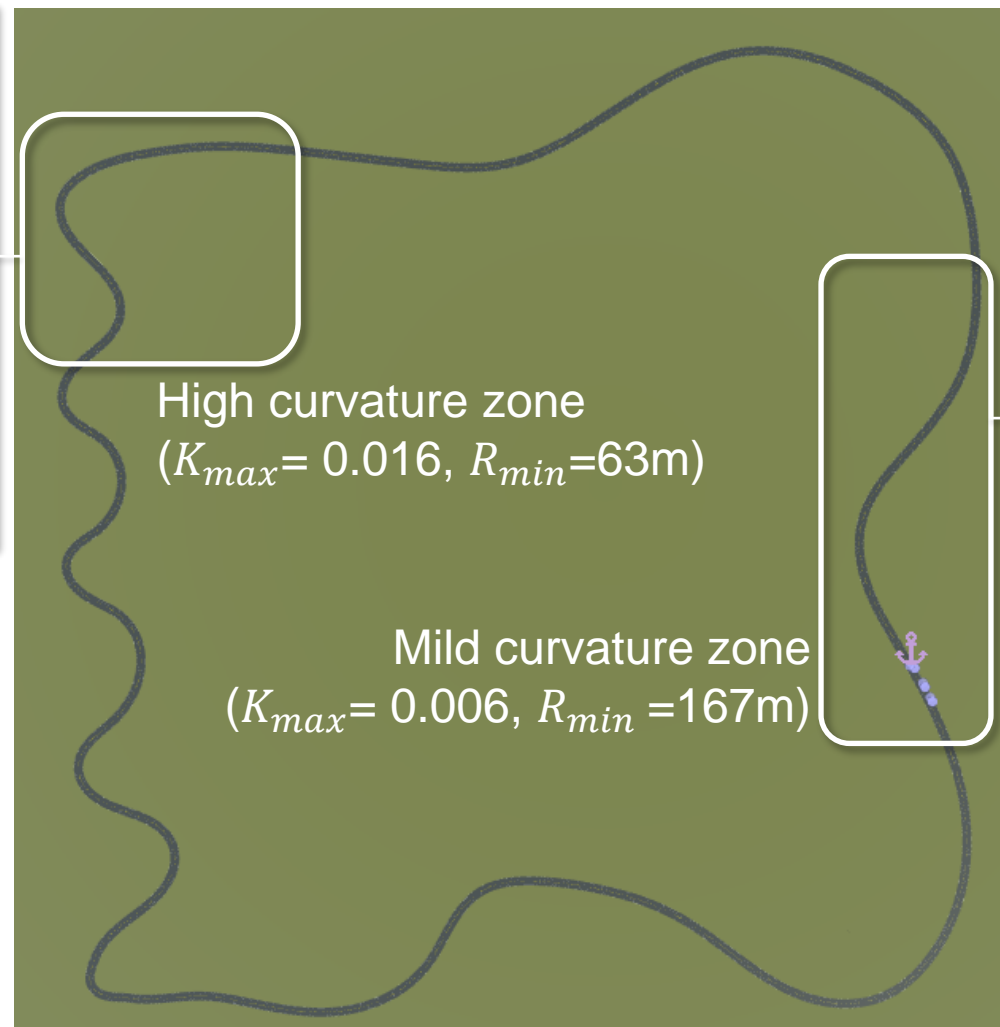 High curvature zone
(K_max= 0.016, R_min=63m)
Mild curvature zone
(K_max= 0.006, R_min =167m)